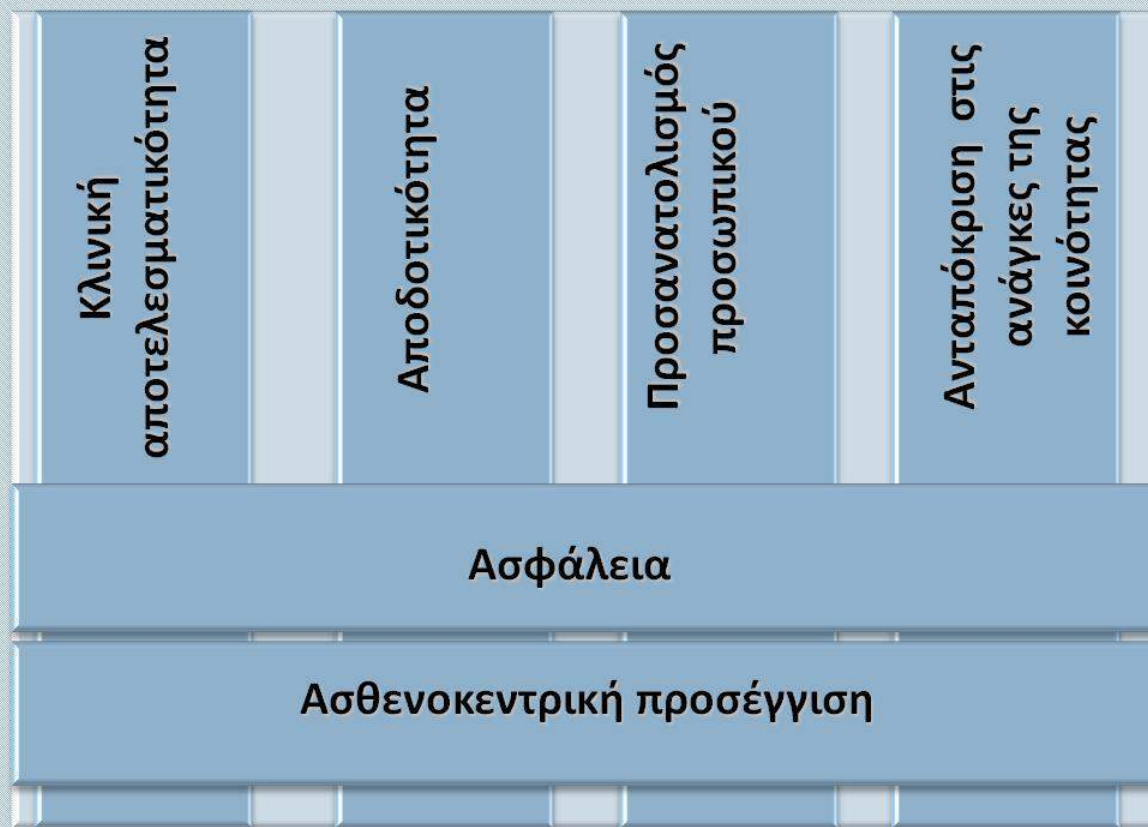 Κλινική
αποτελεσματικότητα
Αποδοτικότητα
Προσανατολισμός
προσωπικού
Ανταπόκριση στις
ανάγκες της
κοινότητας
Ασφάλεια
Ασθενοκεντρική προσέγγιση